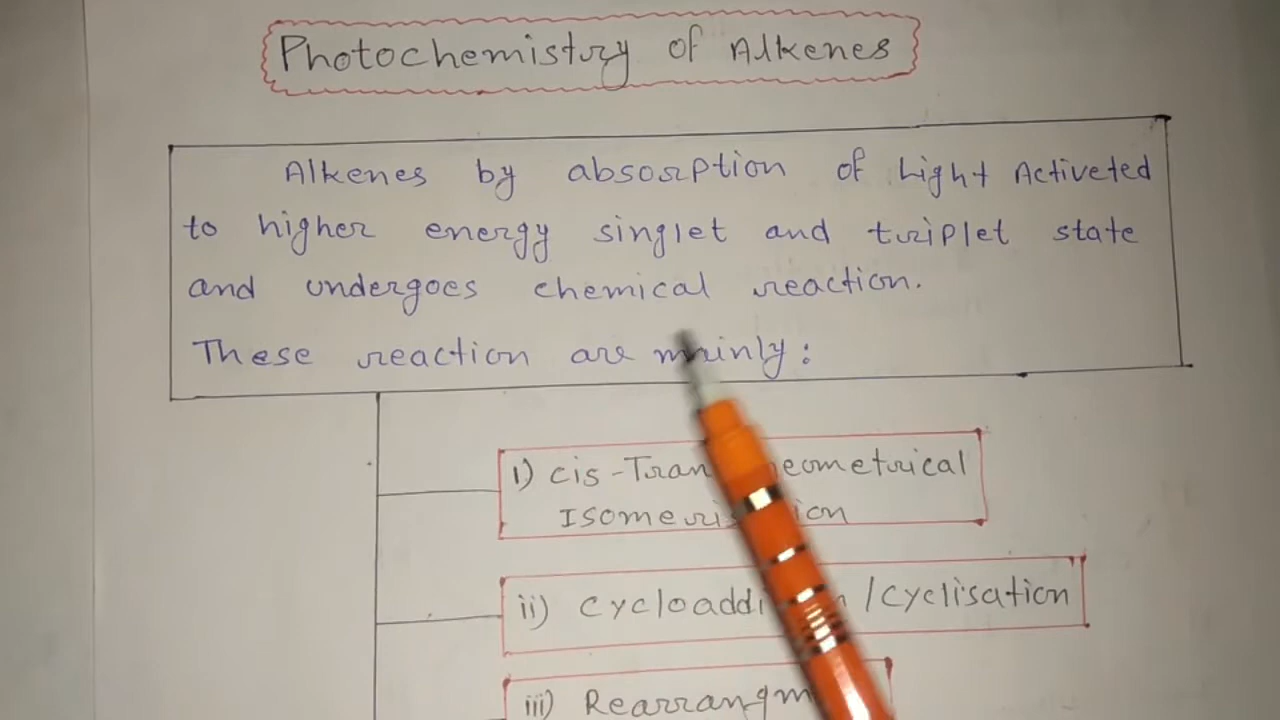 Photochemistry of Alkenes
Alkenes by absorption of Light Activeted
to higher energy singlet and triplet state
and undergoes chemical reaction.
These reaction are mainly:
i) cis-Tran eometrical
Isomeris ion
ii) Cycloaddi n /Cyclisation
iii) Rearrangm